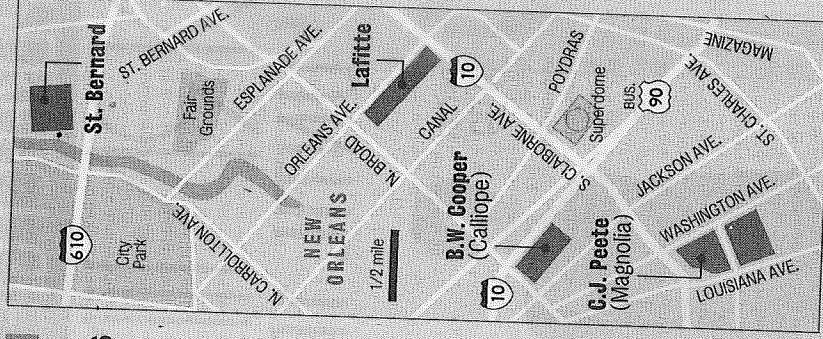 St. Bernard
ST. BERNARD AVE.
610
City
Park
Fair
Grounds
ESPLANADE AVE.
Lafitte
ORLEANS AVE.
N. CARROLLTON AVE.
N. BROAD
CANAL
10
NEW
ORLEANS
1/2 mile
POYDRAS
Superdome
BUS.
90
S. CLAIBORNE AVE.
MAGAZINE
ST. CHARLES AVE.
B.W. Cooper
(Calliope)
10
JACKSON AVE.
WASHINGTON AVE.
C.J. Peete
(Magnolia)
LOUISIANA AVE.